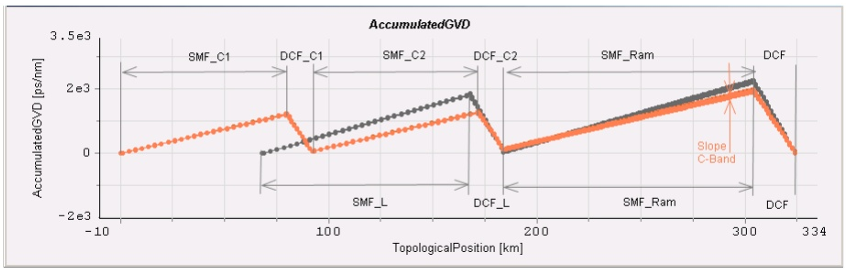 AccumulatedGVD
3.5e3
SMF_C1 DCF_C1 SMF_C2 DCF_C2 SMF_Ram DCF
2e3
AccumulatedGVD [ps/nm]
Slope
C-Band
0
SMF_L DCF_L SMF_Ram DCF
-2e3
-10 100 200 300 334
TopologicalPosition [km]